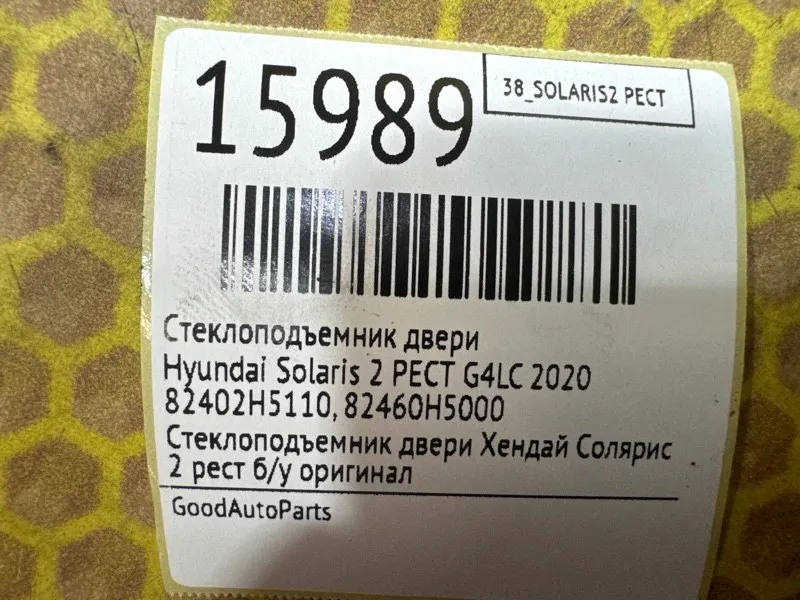 15989
38_SOLARIS2 РЕСТ
Стеклоподъемник двери
Hyundai Solaris 2 РЕСТ G4LC 2020
82402H5110, 82460H5000
Стеклоподъемник двери Хендай Солярис
2 рест б/у оригинал
GoodAutoParts